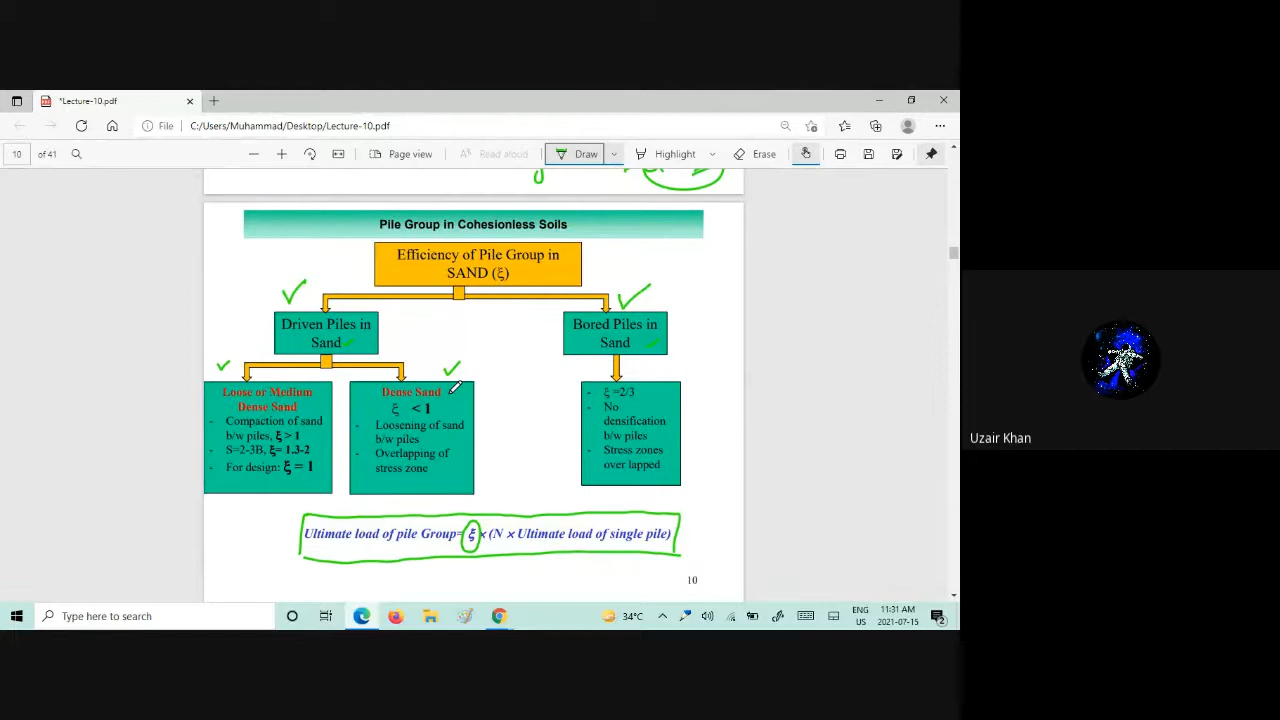 *Lecture-10.pdf
File
C:/Users/Muhammad/Desktop/Lecture-10.pdf
10 of 41
Page view
Read aloud
Draw
Highlight
Erase
Pile Group in Cohesionless Soils
Efficiency of Pile Group in
SAND (ξ)
Driven Piles in
Sand
Bored Piles in
Sand
Loose or Medium
Dense Sand
- Compaction of sand
b/w piles, ξ > 1
- S=2-3B, ξ= 1.3-2
- For design: ξ = 1
Dense Sand
ξ < 1
- Loosening of sand
b/w piles
- Overlapping of
stress zone
- ξ =2/3
- No
densification
b/w piles
- Stress zones
over lapped
Ultimate load of pile Group= ξ × (N × Ultimate load of single pile)
10
Uzair Khan
Type here to search
34°C
ENG
US
11:31 AM
2021-07-15
2